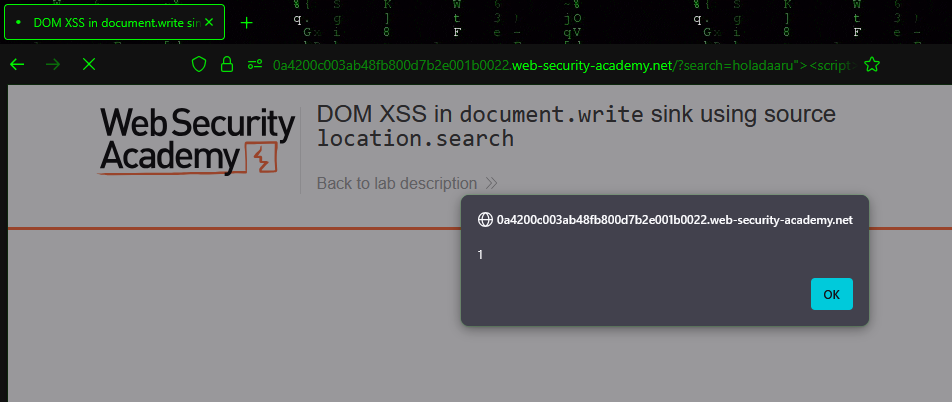 DOM XSS in document.write sin
0a4200c003ab48fb800d7b2e001b0022.web-security-academy.net/?search=holadaaru"><script
Web Security
Academy
DOM XSS in document.write sink using source
location.search
Back to lab description
0a4200c003ab48fb800d7b2e001b0022.web-security-academy.net
1
OK